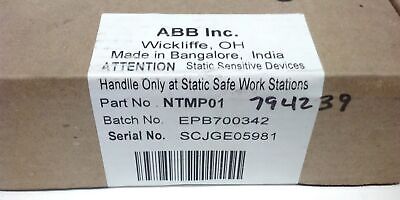 ABB Inc.
Wickliffe, OH
Made in Bangalore, India
ATTENTION Static Sensitive Devices
Handle Only at Static Safe Work Stations
Part No NTMP01 794239
Batch No. EPB700342
Serial No. SCJGE05981